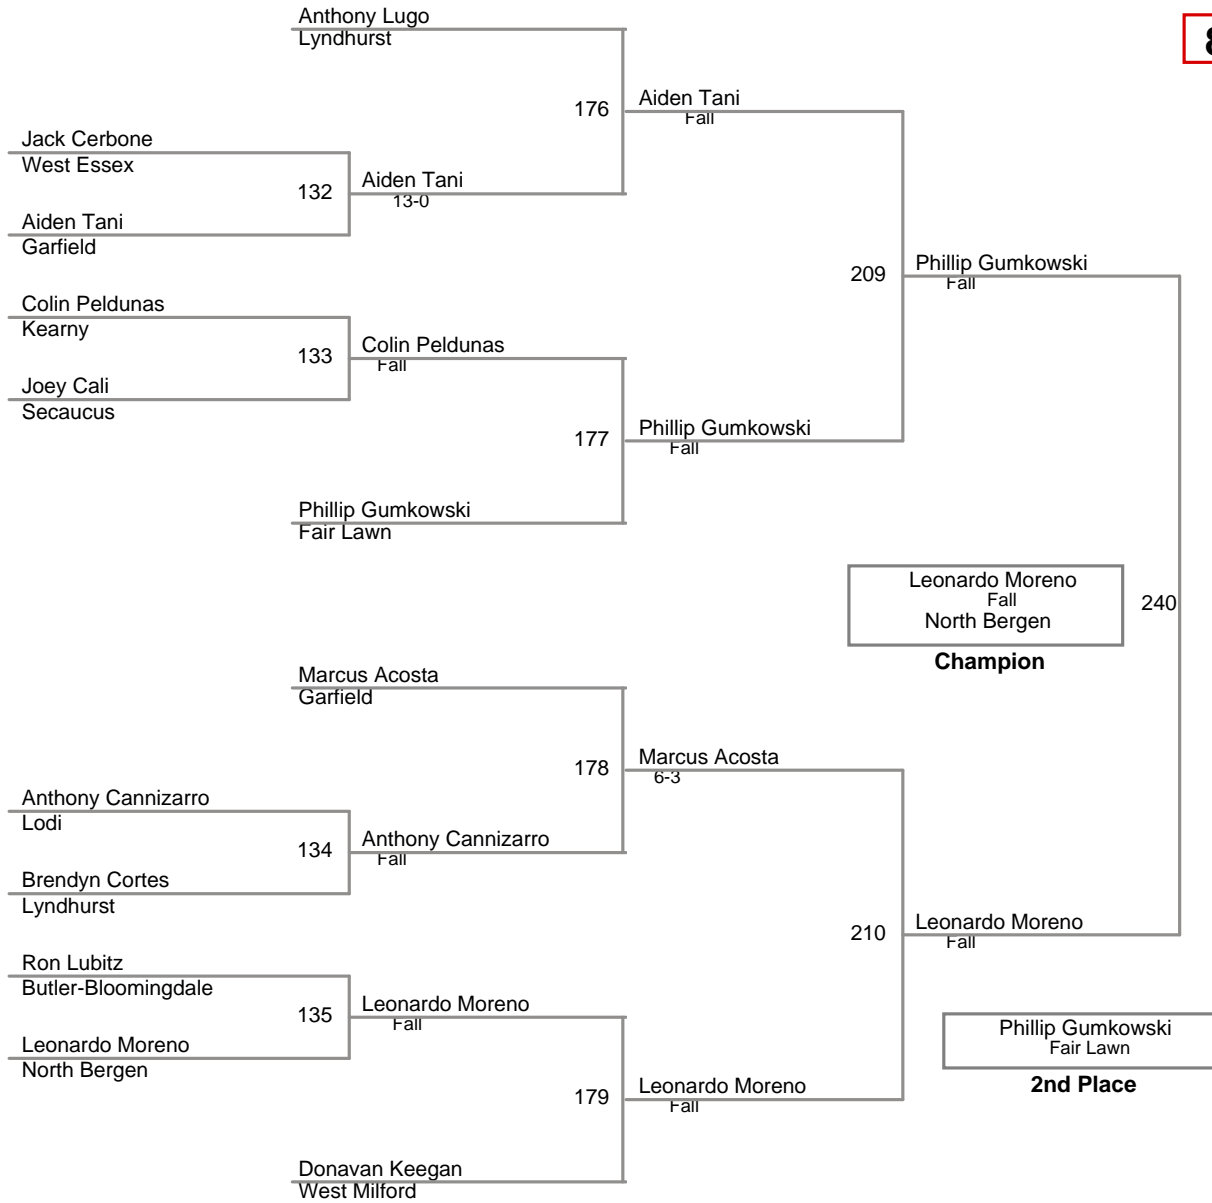 Anthony Lugo
Lyndhurst
8
176
Aiden Tani
Fall
Jack Cerbone
West Essex
132
Aiden Tani
13-0
Aiden Tani
Garfield
209
Phillip Gumkowski
Fall
Colin Peldunas
Kearny
133
Colin Peldunas
Fall
Joey Cali
Secaucus
177
Phillip Gumkowski
Fall
Phillip Gumkowski
Fair Lawn
Leonardo Moreno
Fall
North Bergen
240
Champion
Marcus Acosta
Garfield
178
Marcus Acosta
6-3
Anthony Cannizarro
Lodi
134
Anthony Cannizarro
Fall
Brendyn Cortes
Lyndhurst
210
Leonardo Moreno
Fall
Ron Lubitz
Butler-Bloomingdale
135
Leonardo Moreno
Fall
Leonardo Moreno
North Bergen
Phillip Gumkowski
Fair Lawn
2nd Place
179
Leonardo Moreno
Fall
Donavan Keegan
West Milford